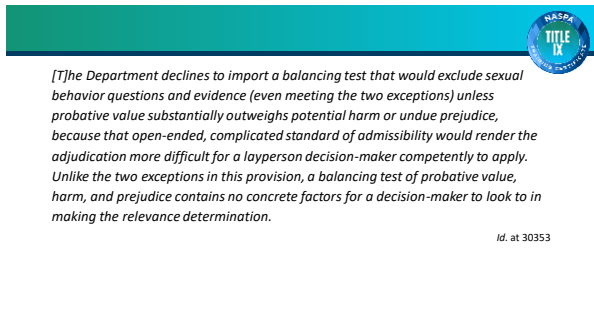 NASPA
TITLE
IX
[T]he Department declines to import a balancing test that would exclude sexual
behavior questions and evidence (even meeting the two exceptions) unless
probative value substantially outweighs potential harm or undue prejudice,
because that open-ended, complicated standard of admissibility would render the
adjudication more difficult for a layperson decision-maker competently to apply.
Unlike the two exceptions in this provision, a balancing test of probative value,
harm, and prejudice contains no concrete factors for a decision-maker to look to in
making the relevance determination.
Id. at 30353